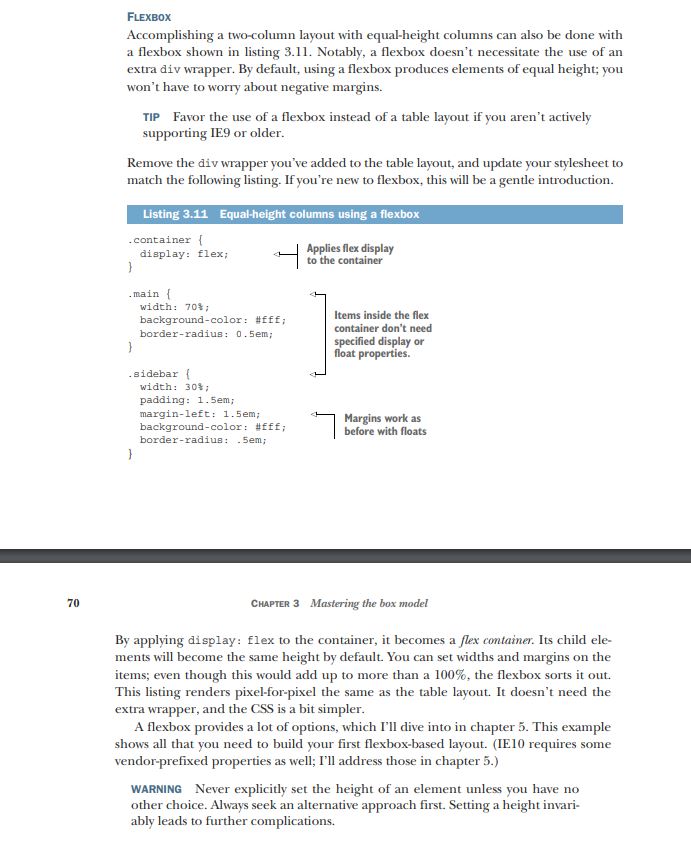 FLEXBOX
Accomplishing a two-column layout with equal-height columns can also be done with
a flexbox shown in listing 3.11. Notably, a flexbox doesn't necessitate the use of an
extra div wrapper. By default, using a flexbox produces elements of equal height; you
won't have to worry about negative margins.
TIP Favor the use of a flexbox instead of a table layout if you aren't actively
supporting IE9 or older.
Remove the div wrapper you've added to the table layout, and update your stylesheet to
match the following listing. If you're new to flexbox, this will be a gentle introduction.
Listing 3.11 Equal-height columns using a flexbox
.container {
display: flex;
}
Applies flex display
to the container
.main {
width: 70%;
background-color: #fff;
border-radius: 0.5em;
}
Items inside the flex
container don't need
specified display or
float properties.
.sidebar {
width: 30%;
padding: 1.5em;
margin-left: 1.5em;
background-color: #fff;
border-radius: .5em;
}
Margins work as
before with floats
70
CHAPTER 3 Mastering the box model
By applying display: flex to the container, it becomes a flex container. Its child ele-
ments will become the same height by default. You can set widths and margins on the
items; even though this would add up to more than a 100%, the flexbox sorts it out.
This listing renders pixel-for-pixel the same as the table layout. It doesn't need the
extra wrapper, and the CSS is a bit simpler.
A flexbox provides a lot of options, which I'll dive into in chapter 5. This example
shows all that you need to build your first flexbox-based layout. (IE10 requires some
vendor-prefixed properties as well; I'll address those in chapter 5.)
WARNING Never explicitly set the height of an element unless you have no
other choice. Always seek an alternative approach first. Setting a height invari-
ably leads to further complications.